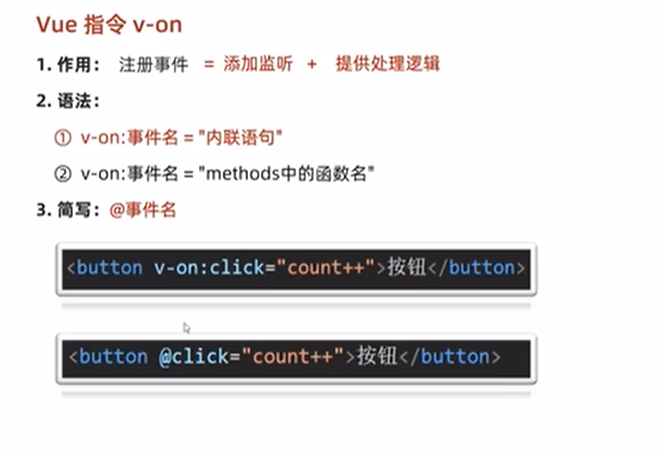 Vue 指令 v-on
1. 作用： 注册事件 = 添加监听 + 提供处理逻辑
2. 语法：
① v-on:事件名 = "内联语句"
② v-on:事件名 = "methods中的函数名"
3. 简写：@事件名
<button v-on:click="count++">按钮</button>
<button @click="count++">按钮</button>